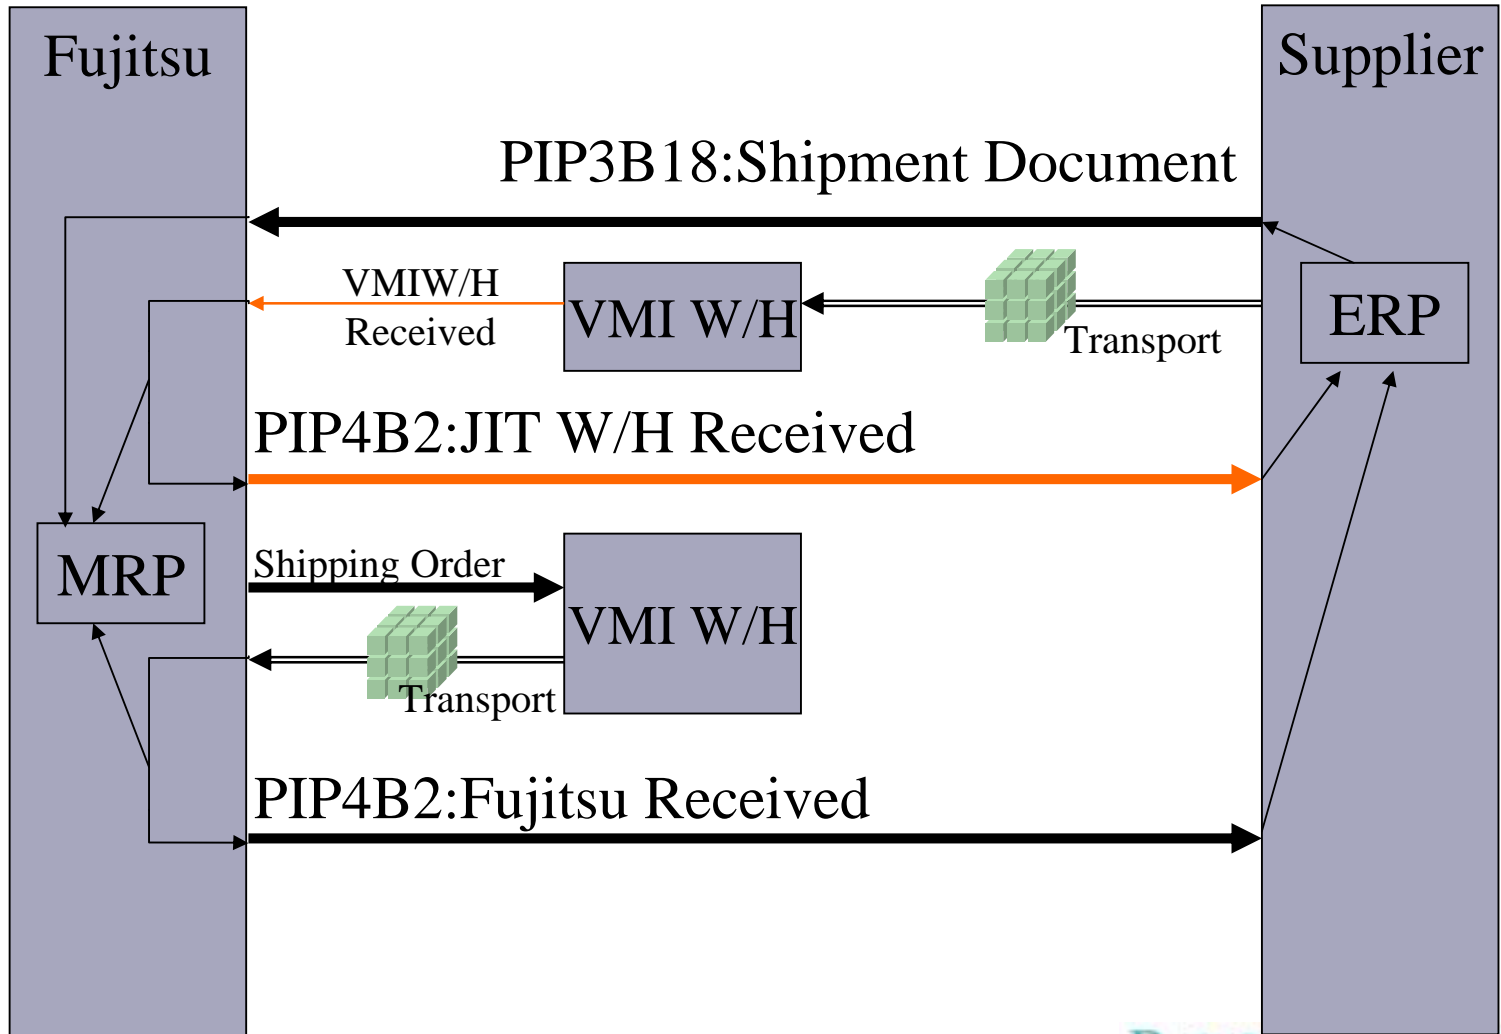 Fujitsu
Supplier
PIP3B18:Shipment Document
VMIW/H
Received
VMI W/H
Transport
ERP
PIP4B2:JIT W/H Received
MRP
Shipping Order
VMI W/H
Transport
PIP4B2:Fujitsu Received